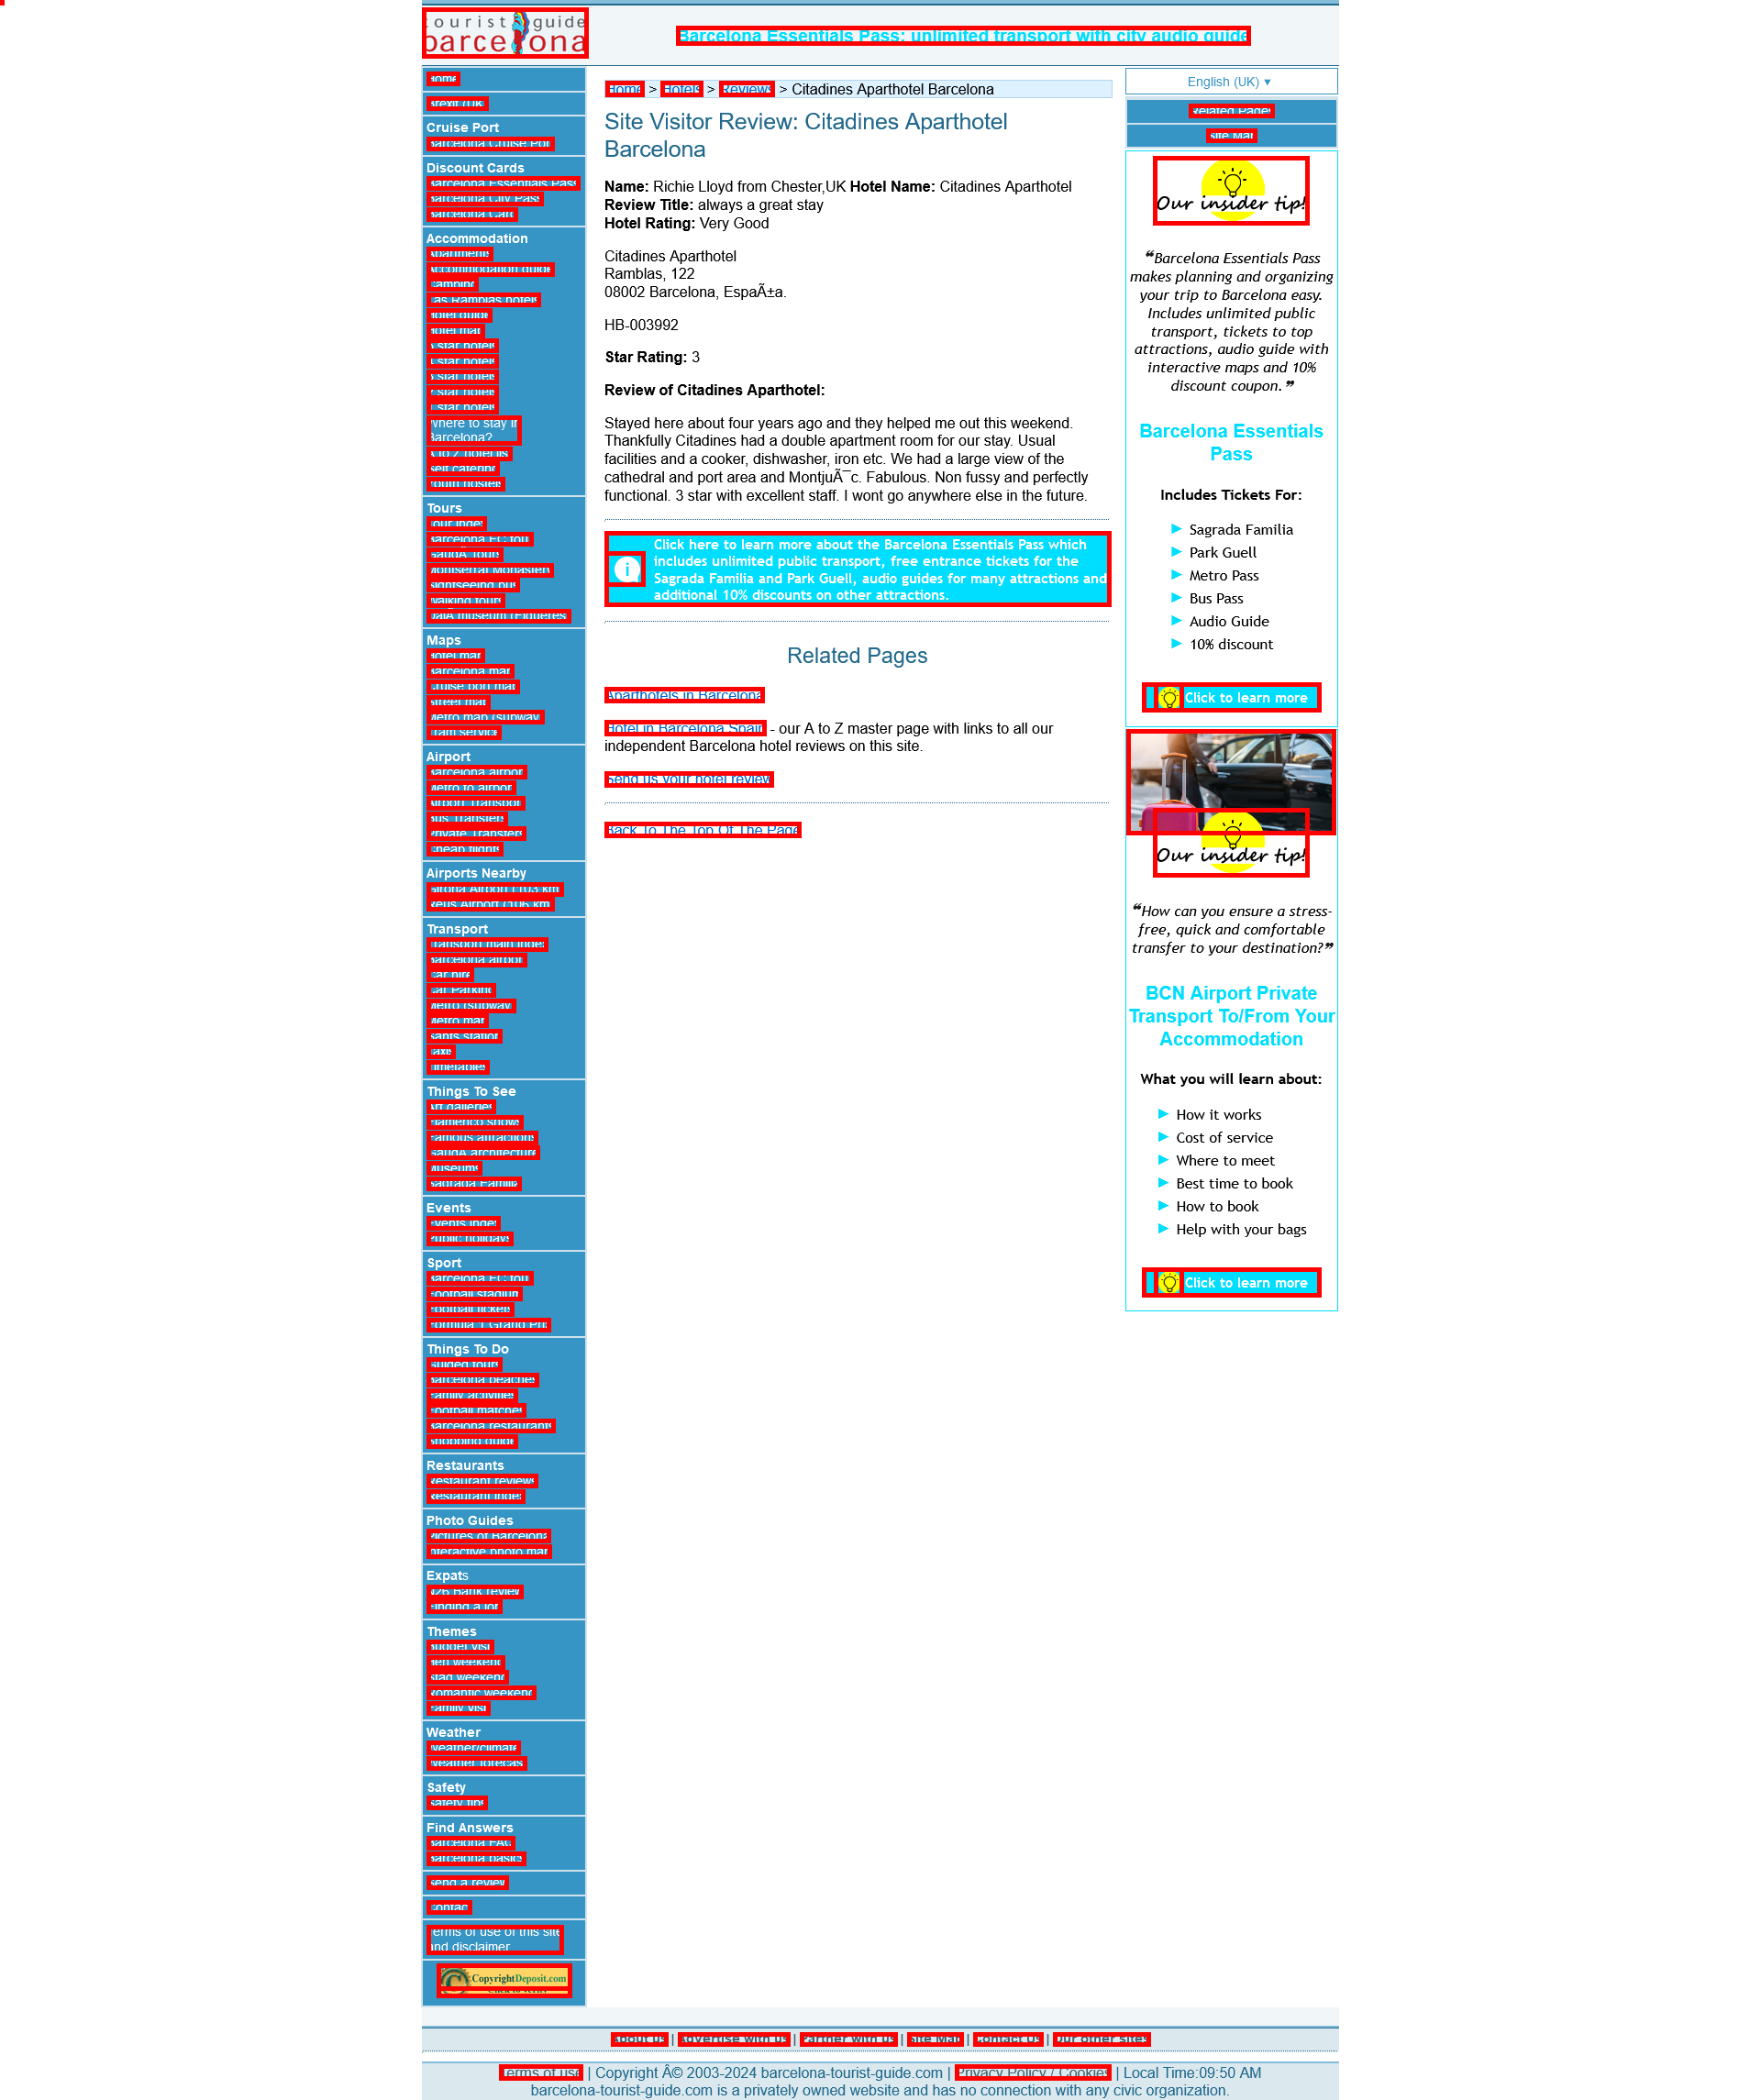 tourist guide
barcelona
Barcelona Essentials Pass: unlimited transport with city audio guide
Home
Brexit (UK)
Cruise Port
Barcelona Cruise Port
Discount Cards
Barcelona Essentials Pass
Barcelona City Pass
Barcelona Card
Accommodation
Apartments
Accommodation guide
Camping
Las Ramblas hotels
Hotel guide
Hotel map
5 star hotels
4 star hotels
3 star hotels
2 star hotels
1 star hotels
Where to stay in
Barcelona?
A to Z hotel list
Self catering
Youth hostels
Tours
Tour index
Barcelona FC tour
Montserrat Monastery
Sightseeing bus
Walking tours
Maps
Hotel map
Barcelona map
Cruise port map
Street map
Metro map (subway)
Tram service
Airport
Barcelona airport
Metro to airport
Airport Transport
Bus Transfers
Private Transfers
Cheap flights
Airports Nearby
Girona Airport (103 km)
Reus Airport (106 km)
Transport
Transport main index
Barcelona airport
Car hire
Car Parking
Metro (subway)
Metro map
Sants station
Taxis
Timetables
Things To See
Art galleries
Flamenco shows
Famous attractions
Museums
Sagrada Familia
Events
Events index
Public holidays
Sport
Barcelona FC tour
Football stadium
Football tickets
Formula 1 Grand Prix
Things To Do
Guided tours
Barcelona beaches
Family activities
Football matches
Barcelona restaurants
Shopping guide
Restaurants
Restaurant reviews
Restaurant index
Photo Guides
Pictures of Barcelona
Interactive photo map
Expats
N26 Bank review
Finding a job
Themes
Budget visit
Hen weekend
Stag weekend
Romantic weekend
Family visit
Weather
Weather/climate
Weather forecast
Safety
Safety tips
Find Answers
Barcelona FAQ
Barcelona basics
Send a review
Contact
Terms of use of this site
and disclaimer
CopyrightDeposit.com
Home > Hotels > Reviews > Citadines Aparthotel Barcelona
Site Visitor Review: Citadines Aparthotel
Barcelona
Name: Richie Lloyd from Chester,UK Hotel Name: Citadines Aparthotel
Review Title: always a great stay
Hotel Rating: Very Good
Citadines Aparthotel
Ramblas, 122
08002 Barcelona, EspaÃ±a.
HB-003992
Star Rating: 3
Review of Citadines Aparthotel:
Stayed here about four years ago and they helped me out this weekend.
Thankfully Citadines had a double apartment room for our stay. Usual
facilities and a cooker, dishwasher, iron etc. We had a large view of the
cathedral and port area and MontjuÃ¯c. Fabulous. Non fussy and perfectly
functional. 3 star with excellent staff. I wont go anywhere else in the future.
Click here to learn more about the Barcelona Essentials Pass which
includes unlimited public transport, free entrance tickets for the
Sagrada Familia and Park Guell, audio guides for many attractions and
additional 10% discounts on other attractions.
Related Pages
Aparthotels in Barcelona
Hotel in Barcelona Spain - our A to Z master page with links to all our
independent Barcelona hotel reviews on this site.
Send us your hotel review
Back To The Top Of The Page
English (UK) ▼
Related Pages
Site Map
Our insider tip!
❝Barcelona Essentials Pass
makes planning and organizing
your trip to Barcelona easy.
Includes unlimited public
transport, tickets to top
attractions, audio guide with
interactive maps and 10%
discount coupon.❞
Barcelona Essentials
Pass
Includes Tickets For:
► Sagrada Familia
► Park Guell
► Metro Pass
► Bus Pass
► Audio Guide
► 10% discount
Click to learn more
Our insider tip!
❝How can you ensure a stress-
free, quick and comfortable
transfer to your destination?❞
BCN Airport Private
Transport To/From Your
Accommodation
What you will learn about:
► How it works
► Cost of service
► Where to meet
► Best time to book
► How to book
► Help with your bags
Click to learn more
About us | Advertise with us | Partner with us | Site Map | Contact Us | Our other sites
Terms of use | Copyright Â© 2003-2024 barcelona-tourist-guide.com | Privacy Policy / Cookies | Local Time:09:50 AM
barcelona-tourist-guide.com is a privately owned website and has no connection with any civic organization.